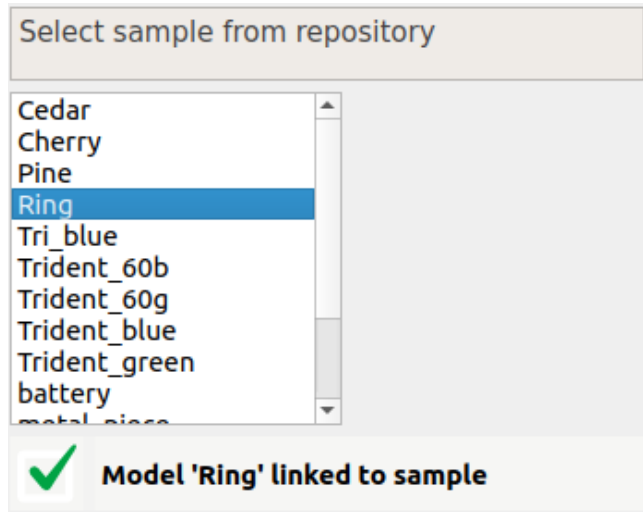 Select sample from repository
Cedar
Cherry
Pine
Ring
Tri_blue
Trident_60b
Trident_60g
Trident_blue
Trident_green
battery
metal_piece
Model 'Ring' linked to sample